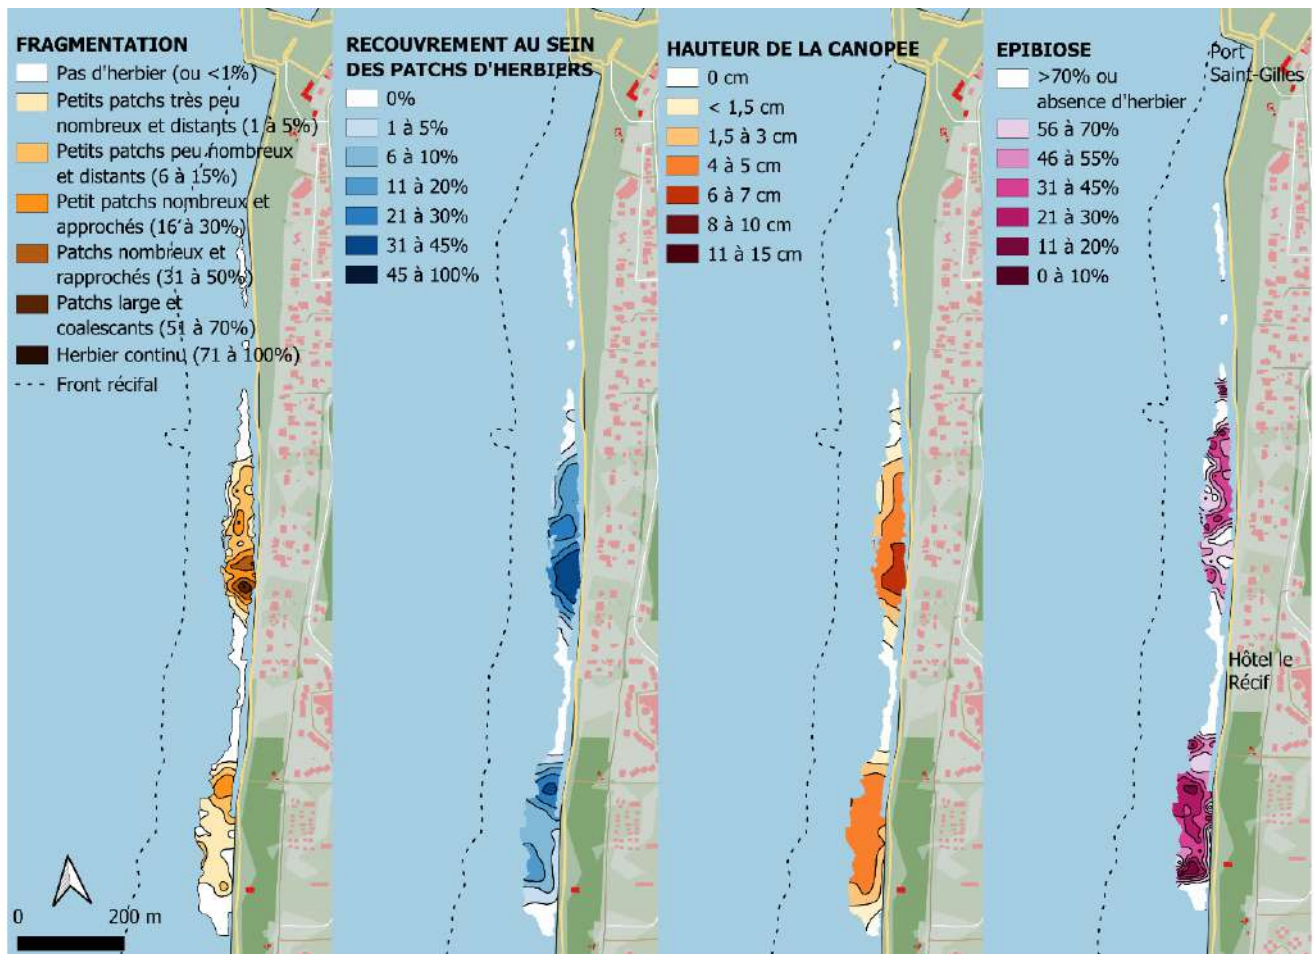 FRAGMENTATION
Pas d'herbier (ou <1%)
Petits patchs très peu
nombreux et distants (1 à 5%)
Petits patchs peu nombreux
et distants (6 à 15%)
Petit patchs nombreux et
approchés (16 à 30%)
Patchs nombreux et
rapprochés (31 à 50%)
Patchs large et
coalescants (51 à 70%)
Herbier continu (71 à 100%)
Front récifal
0 200 m
RECOUVREMENT AU SEIN
DES PATCHS D'HERBIERS
0%
1 à 5%
6 à 10%
11 à 20%
21 à 30%
31 à 45%
45 à 100%
HAUTEUR DE LA CANOPEE
0 cm
< 1,5 cm
1,5 à 3 cm
4 à 5 cm
6 à 7 cm
8 à 10 cm
11 à 15 cm
EPIBIOSE
>70% ou
absence d'herbier
56 à 70%
46 à 55%
31 à 45%
21 à 30%
11 à 20%
0 à 10%
Port
Saint-Gilles
Hôtel le
Récif